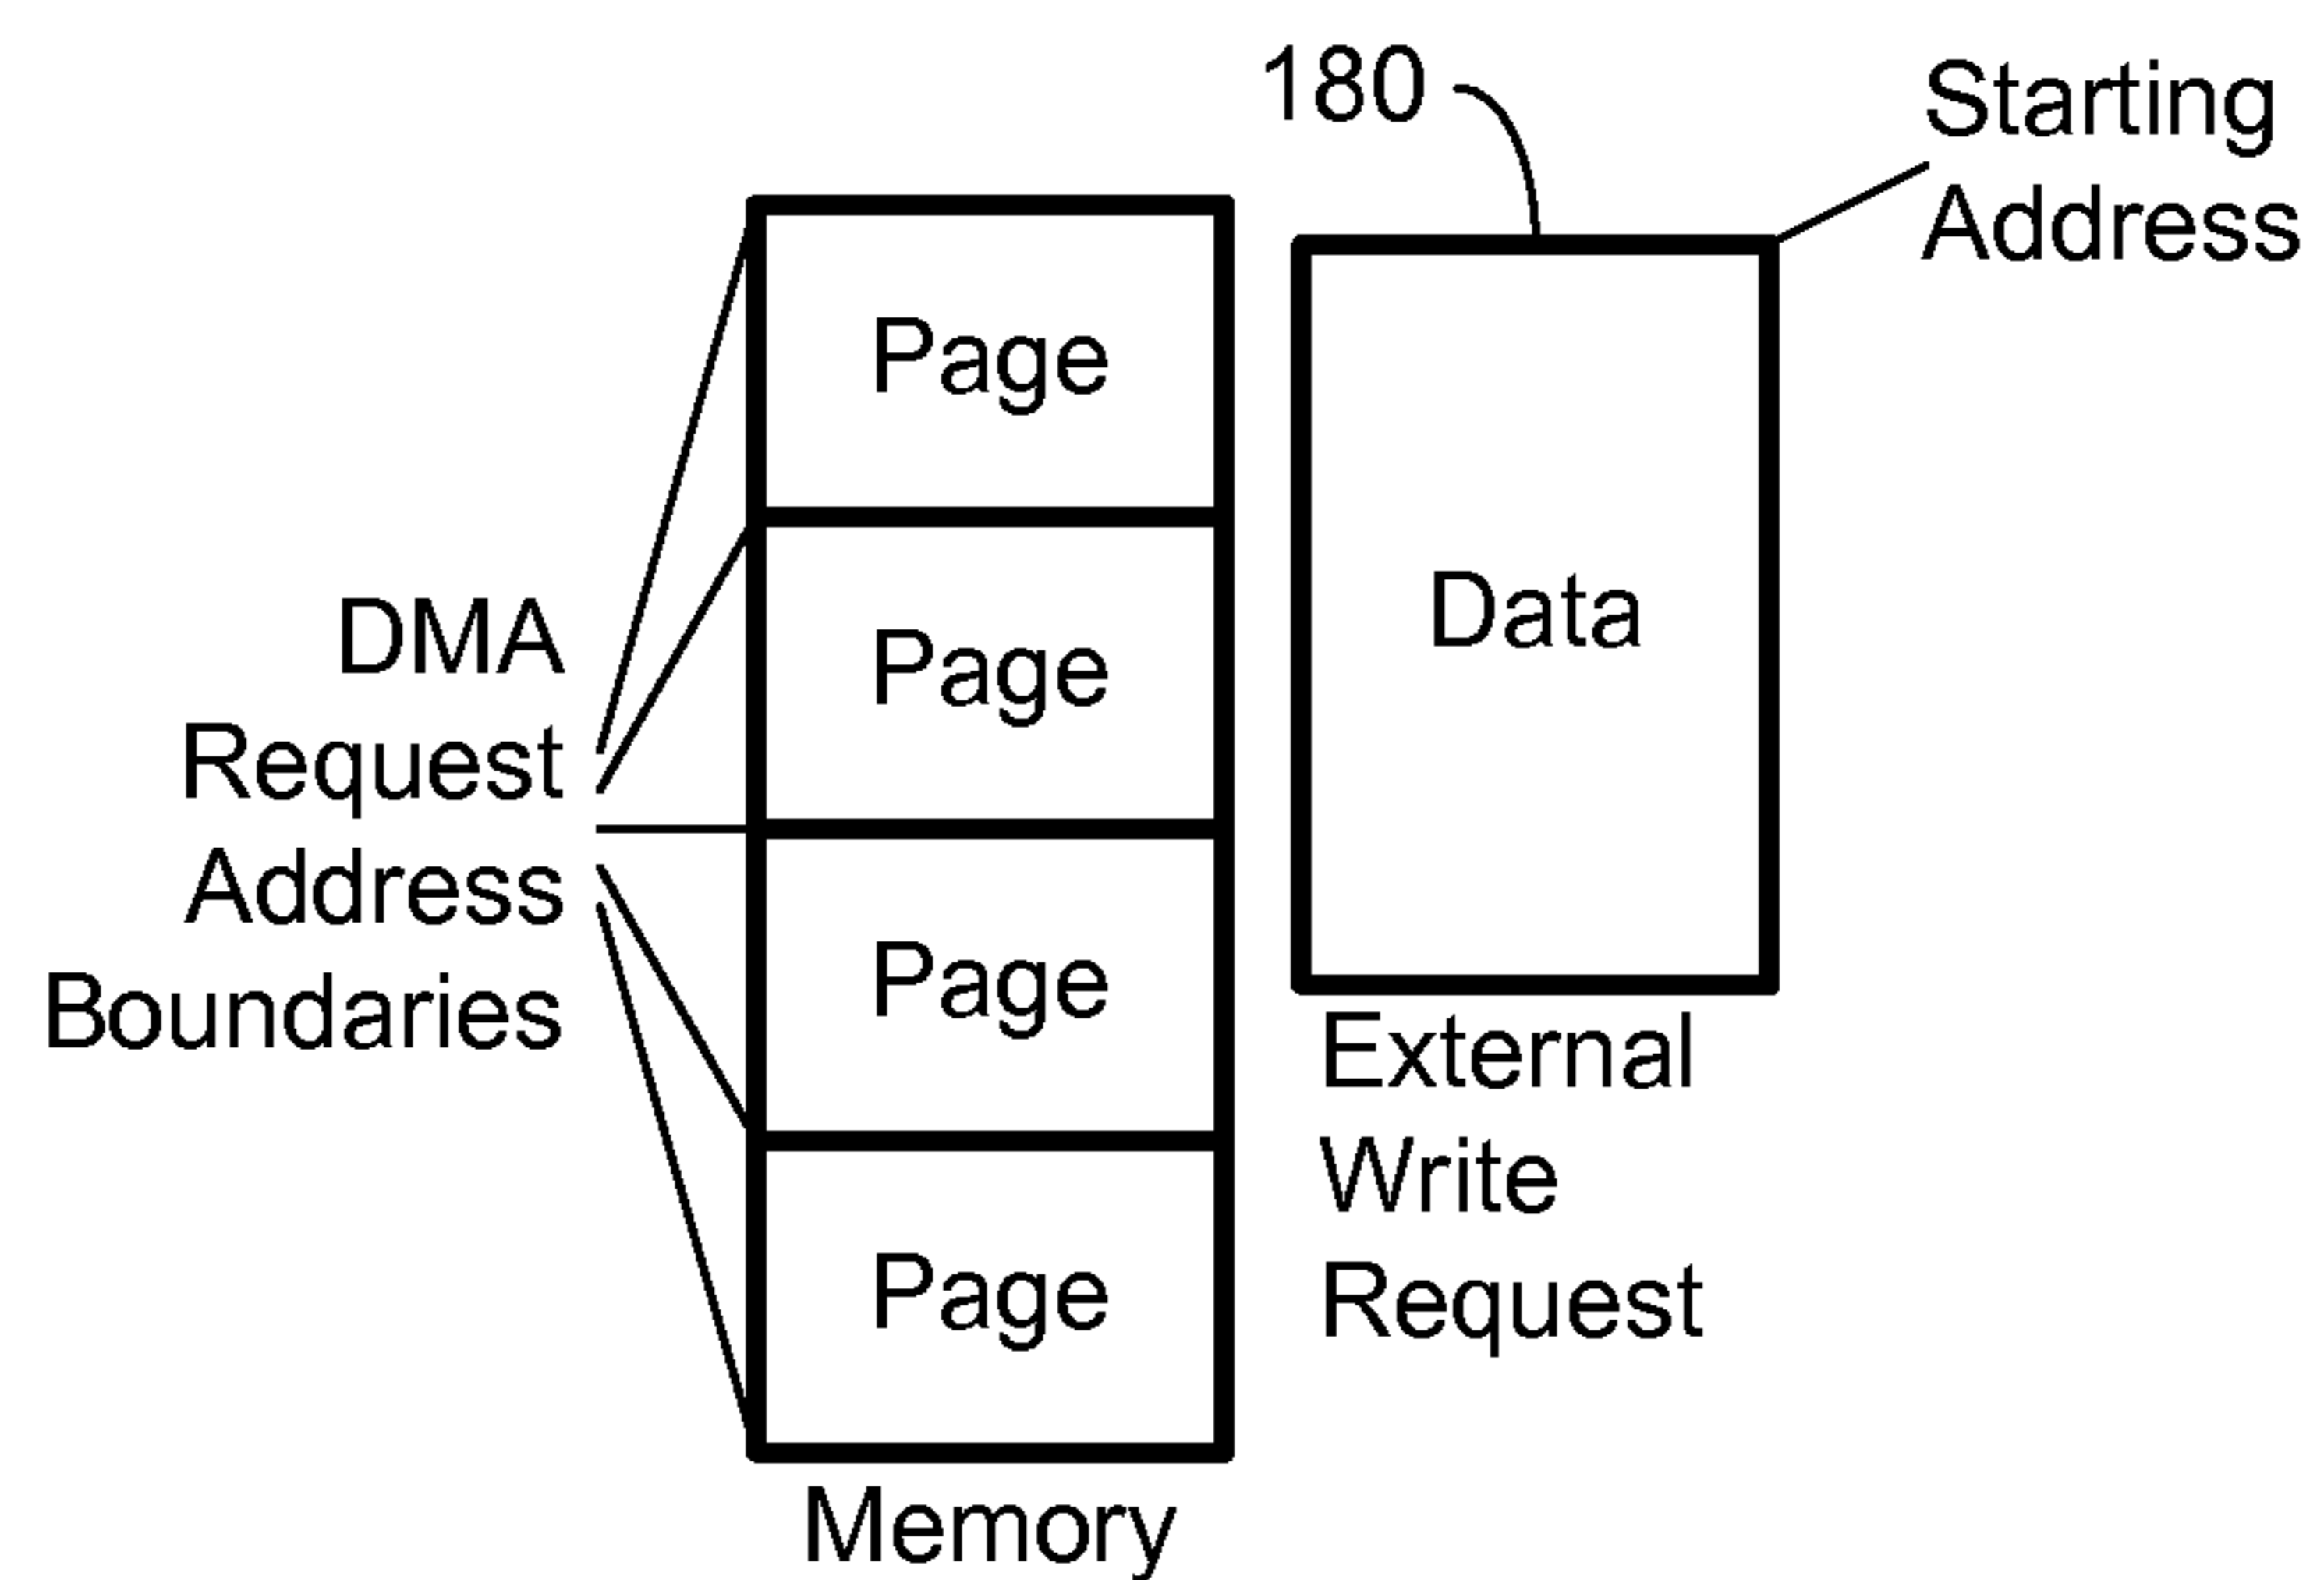 180
Starting
Address
Page
Page
Page
Page
Data
DMA
Request
Address
Boundaries
External
Write
Request
Memory